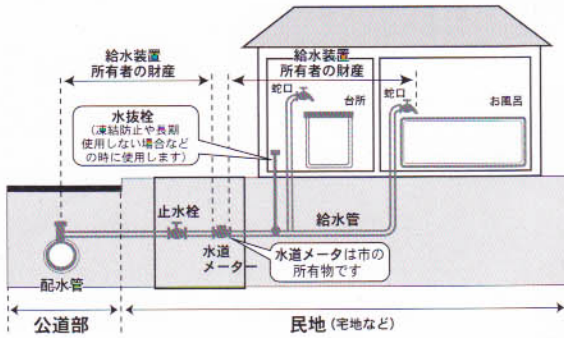 給水装置
所有者の財産
給水装置
所有者の財産
蛇口
台所
蛇口
お風呂
水抜栓
(凍結防止や長期
使用しない場合など
の時に使用します)
止水栓
給水管
水道
メーター
水道メータは市の
所有物です
配水管
公道部
民地(宅地など)